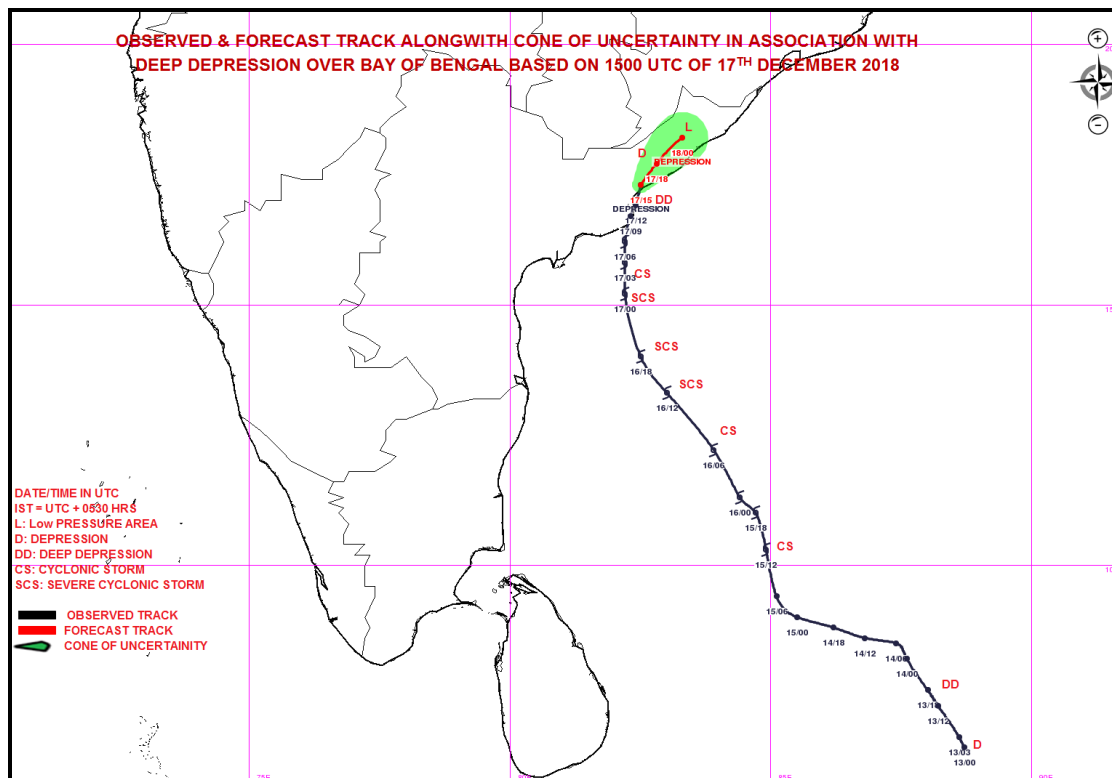 OBSERVED & FORECAST TRACK ALONGWITH CONE OF UNCERTAINTY IN ASSOCIATION WITH
DEEP DEPRESSION OVER BAY OF BENGAL BASED ON 1500 UTC OF 17TH DECEMBER 2018
L
D
18/00
DEPRESSION
17/18
17/15 DD
DEPRESSION
17/12
17/09
17/06
CS
17/03
SCS
17/00
SCS
16/18
SCS
16/12
CS
16/06
16/00
15/18
CS
15/12
15/06
15/00
14/18
14/12
14/06
14/00
DD
13/18
13/12
D
13/03
13/00
DATE/TIME IN UTC
IST = UTC + 0530 HRS
L: Low PRESSURE AREA
D: DEPRESSION
DD: DEEP DEPRESSION
CS: CYCLONIC STORM
SCS: SEVERE CYCLONIC STORM
OBSERVED TRACK
FORECAST TRACK
CONE OF UNCERTAINITY
75E
85E
90E